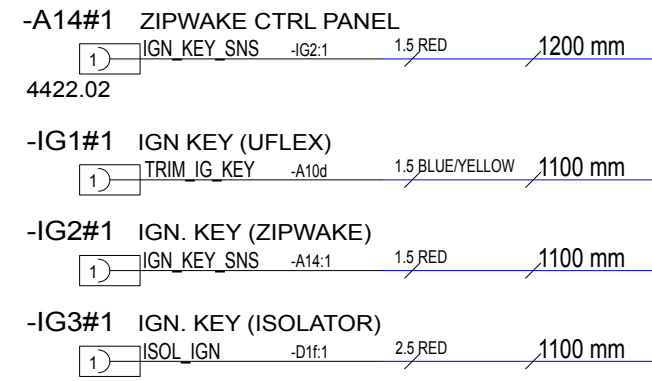 -A14#1 ZIPWAKE CTRL PANEL
1 IGN_KEY_SNS -IG2:1 1.5 RED 1200 mm
4422.02
-IG1#1 IGN KEY (UFLEX)
1 TRIM_IG_KEY -A10d 1.5 BLUE/YELLOW 1100 mm
-IG2#1 IGN. KEY (ZIPWAKE)
1 IGN_KEY_SNS -A14:1 1.5 RED 1100 mm
-IG3#1 IGN. KEY (ISOLATOR)
1 ISOL_IGN -D1f:1 2.5 RED 1100 mm